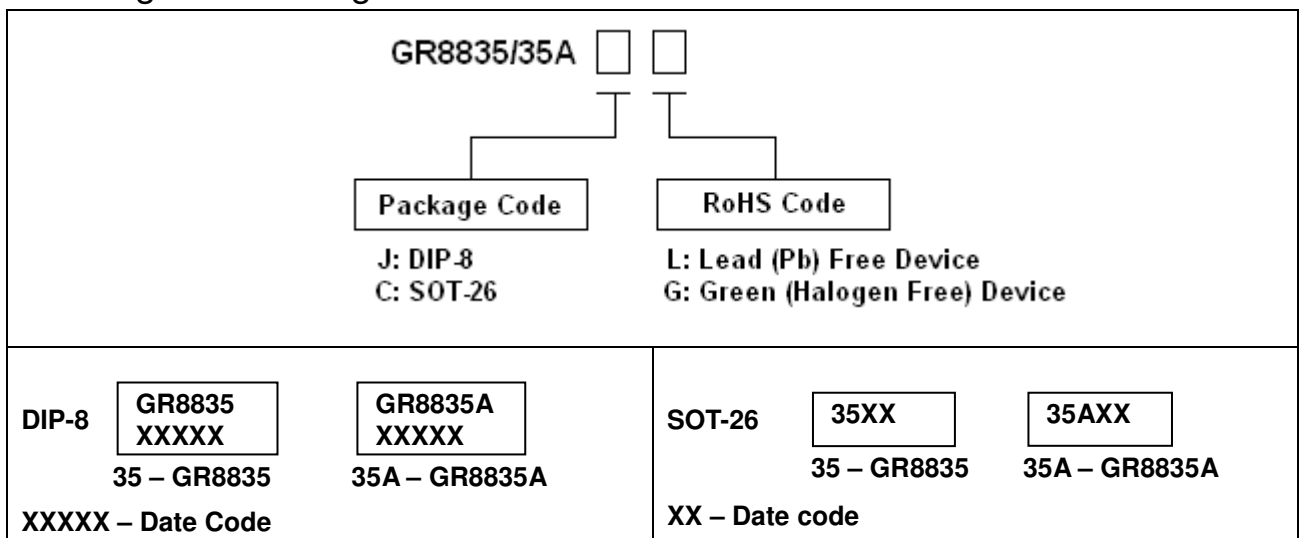 GR8835/35A
Package Code
RoHS Code
J: DIP-8
C: SOT-26
L: Lead (Pb) Free Device
G: Green (Halogen Free) Device
DIP-8
GR8835
XXXXX
GR8835A
XXXXX
35 – GR8835
35A – GR8835A
XXXXX – Date Code
SOT-26
35XX
35AXX
35 – GR8835
35A – GR8835A
XX – Date code